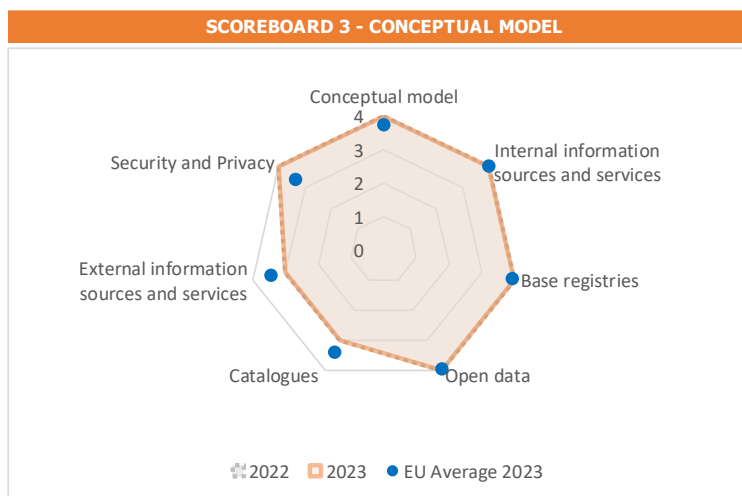 SCOREBOARD 3 - CONCEPTUAL MODEL
Conceptual model
4
3
2
1
0
Internal information
sources and services
Base registries
Open data
Catalogues
External information
sources and services
Security and Privacy
2022
2023
EU Average 2023